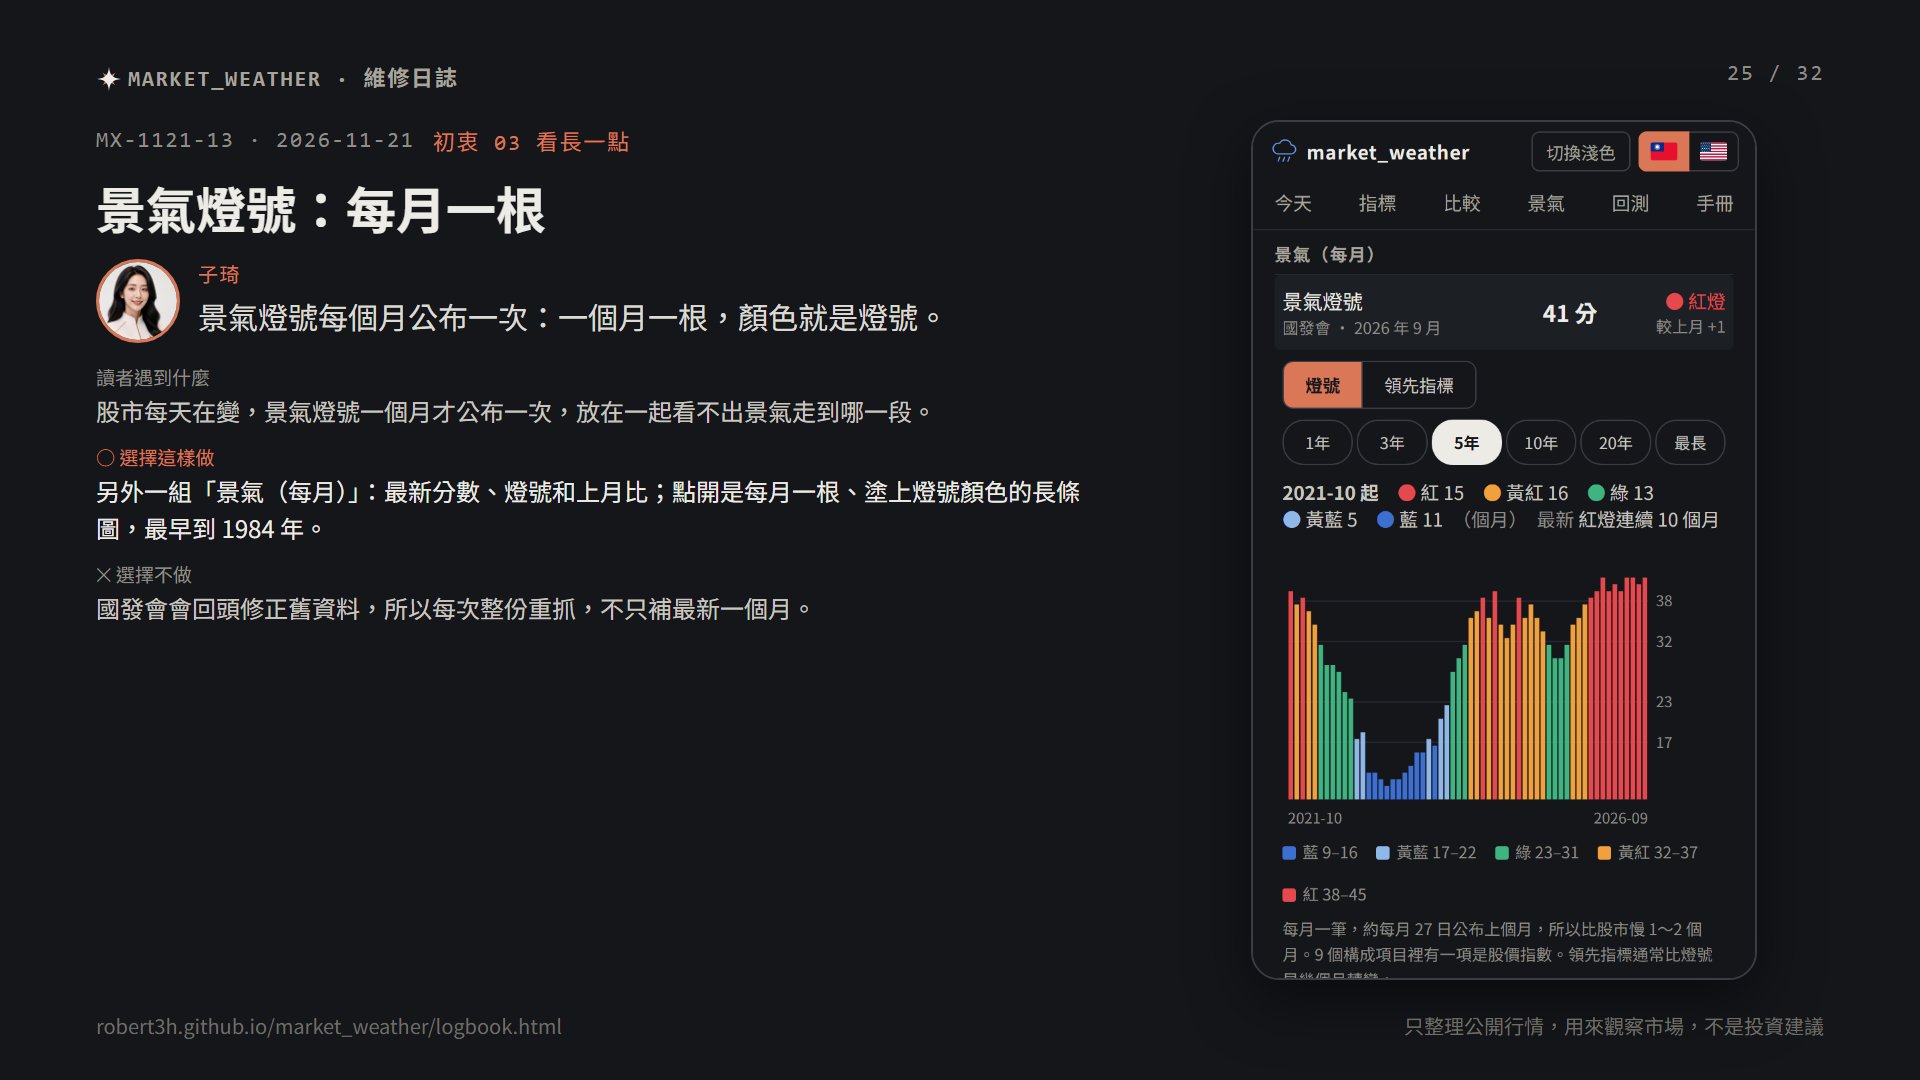 MARKET_WEATHER · 維修日誌
25 / 32
MX-1121-13 · 2026-11-21 初衷 03 看長一點
景氣燈號：每月一根
子琦
景氣燈號每個月公布一次：一個月一根，顏色就是燈號。
讀者遇到什麼
股市每天在變，景氣燈號一個月才公布一次，放在一起看不出景氣走到哪一段。
○ 選擇這樣做
另外一組「景氣（每月）」：最新分數、燈號和上月比；點開是每月一根、塗上燈號顏色的長條
圖，最早到 1984 年。
× 選擇不做
國發會會回頭修正舊資料，所以每次整份重抓，不只補最新一個月。
market_weather
切換淺色
今天 指標 比較 景氣 回測 手冊
景氣（每月）
景氣燈號
國發會 · 2026 年 9 月
41 分
紅燈
較上月 +1
燈號 領先指標
1年 3年 5年 10年 20年 最長
2021-10 起 紅 15 黃紅 16 綠 13
黃藍 5 藍 11 （個月） 最新 紅燈連續 10 個月
38
32
23
17
2021-10 2026-09
藍 9–16 黃藍 17–22 綠 23–31 黃紅 32–37
紅 38–45
每月一筆，約每月 27 日公布上個月，所以比股市慢 1～2 個
月。9 個構成項目裡有一項是股價指數。領先指標通常比燈號
robert3h.github.io/market_weather/logbook.html
只整理公開行情，用來觀察市場，不是投資建議